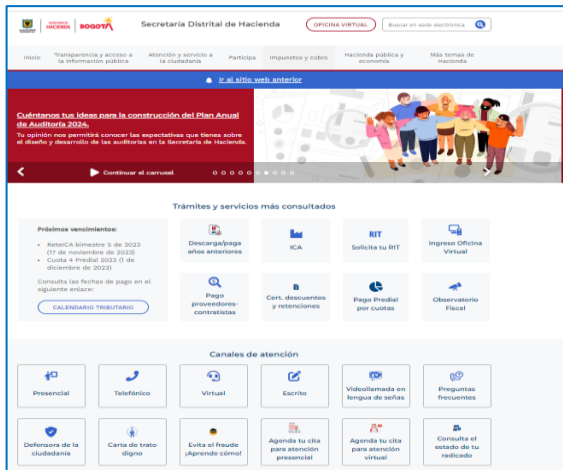 HACIENDA
BOGOTÁ
Secretaría Distrital de Hacienda
OFICINA VIRTUAL
Buscar en sede electrónica
Inicio
Transparencia y acceso a
la información pública
Atención y servicio a
la ciudadanía
Participa
Impuestos y cobro
Hacienda pública y
economía
Más temas de
Hacienda
Ir al sitio web anterior
Cuéntanos tus ideas para la construcción del Plan Anual
de Auditoría 2024.
Tu opinión nos permitirá conocer las expectativas que tienes sobre
el diseño y desarrollo de las auditorías en la Secretaría de Hacienda.
Continuar el carrusel
Trámites y servicios más consultados
Próximos vencimientos:
• ReteICA bimestre 5 de 2023
(17 de noviembre de 2023)
• Cuota 4 Predial 2023 (1 de
diciembre de 2023)
Consulta las fechas de pago en el
siguiente enlace:
CALENDARIO TRIBUTARIO
Descarga/paga
años anteriores
ICA
RIT
Solicita tu RIT
Ingreso Oficina
Virtual
Pago
proveedores-
contratistas
Cert. descuentos
y retenciones
Pago Predial
por cuotas
Observatorio
Fiscal
Canales de atención
Presencial
Telefónico
Virtual
Escrito
Videollamada en
lengua de señas
Preguntas
frecuentes
Defensora de la
ciudadanía
Carta de trato
digno
Evita el fraude
¡Aprende cómo!
Agenda tu cita
para atención
presencial
Agenda tu cita
para atención
virtual
Consulta el
estado de tu
radicado